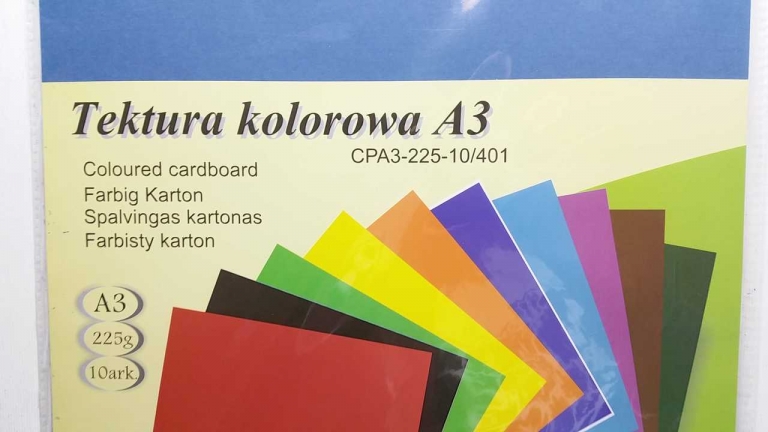 Tektura kolorowa A3
CPA3-225-10/401
Coloured cardboard
Farbig Karton
Spalvingas kartonas
Farbisty karton
A3
225g
10ark.